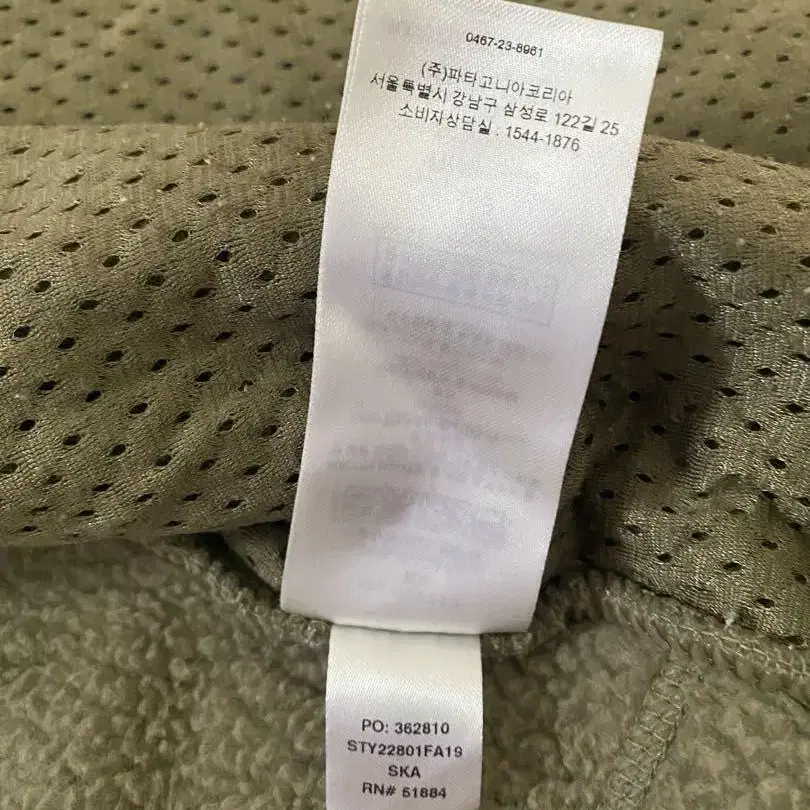 0467-23-8961
(주)파타고니아코리아
서울특별시 강남구 삼성로 122길 25
소비자상담실 . 1544-1876
PO: 362810
STY22801FA19
SKA
RN# 51884